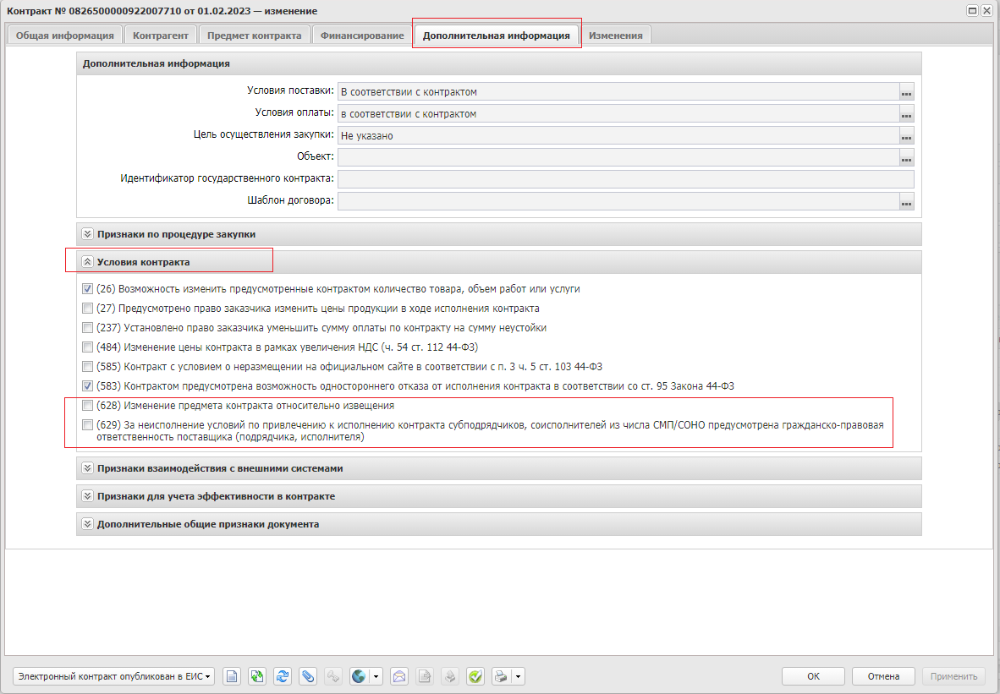 Контракт № 0826500000922007710 от 01.02.2023 — изменение
Общая информация
Контрагент
Предмет контракта
Финансирование
Дополнительная информация
Изменения
Дополнительная информация
Условия поставки: В соответствии с контрактом
Условия оплаты: в соответствии с контрактом
Цель осуществления закупки: Не указано
Объект:
Идентификатор государственного контракта:
Шаблон договора:
Признаки по процедуре закупки
Условия контракта
(26) Возможность изменить предусмотренные контрактом количество товара, объем работ или услуги
(27) Предусмотрено право заказчика изменить цены продукции в ходе исполнения контракта
(237) Установлено право заказчика уменьшить сумму оплаты по контракту на сумму неустойки
(484) Изменение цены контракта в рамках увеличения НДС (ч. 54 ст. 112 44-ФЗ)
(585) Контракт с условием о неразмещении на официальном сайте в соответствии с п. 3 ч. 5 ст. 103 44-ФЗ
(583) Контрактом предусмотрена возможность одностороннего отказа от исполнения контракта в соответствии со ст. 95 Закона 44-ФЗ
(628) Изменение предмета контракта относительно извещения
(629) За неисполнение условий по привлечению к исполнению контракта субподрядчиков, соисполнителей из числа СМП/СОНО предусмотрена гражданско-правовая
ответственность поставщика (подрядчика, исполнителя)
Признаки взаимодействия с внешними системами
Признаки для учета эффективности в контракте
Дополнительные общие признаки документа
Электронный контракт опубликован в ЕИС
ОК
Отмена
Применить